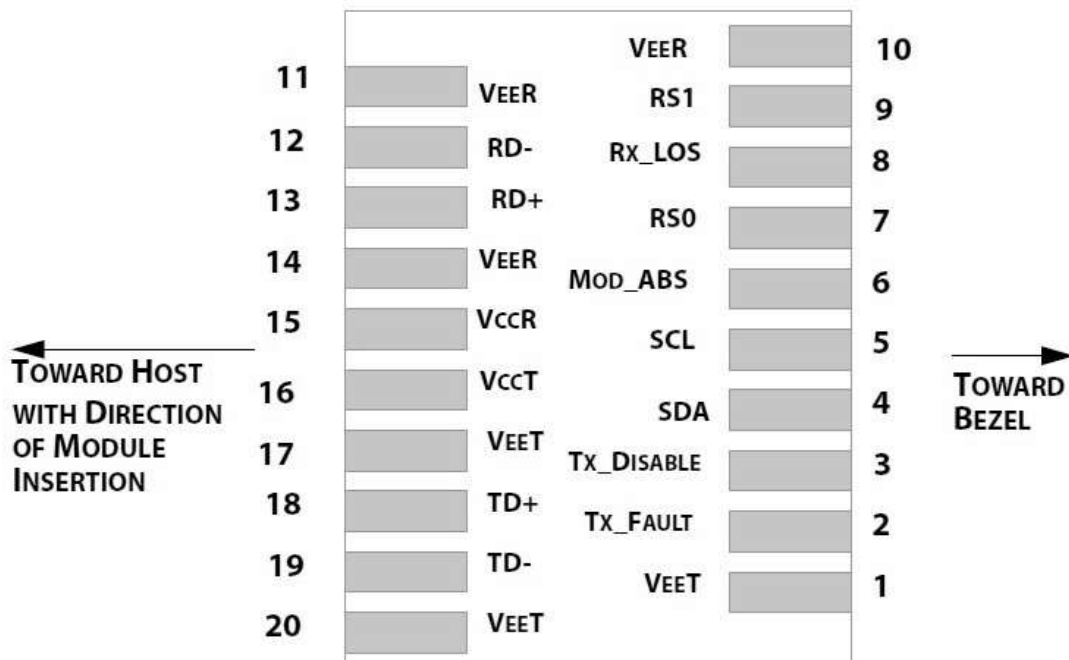 11 VEER
12 RD-
13 RD+
14 VEER
15 VCCR
16 VCCT
17 VEET
18 TD+
19 TD-
20 VEET
VEER 10
RS1 9
RX_LOS 8
RS0 7
MOD_ABS 6
SCL 5
SDA 4
TX_DISABLE 3
TX_FAULT 2
VEET 1
TOWARD HOST
WITH DIRECTION
OF MODULE
INSERTION
TOWARD
BEZEL